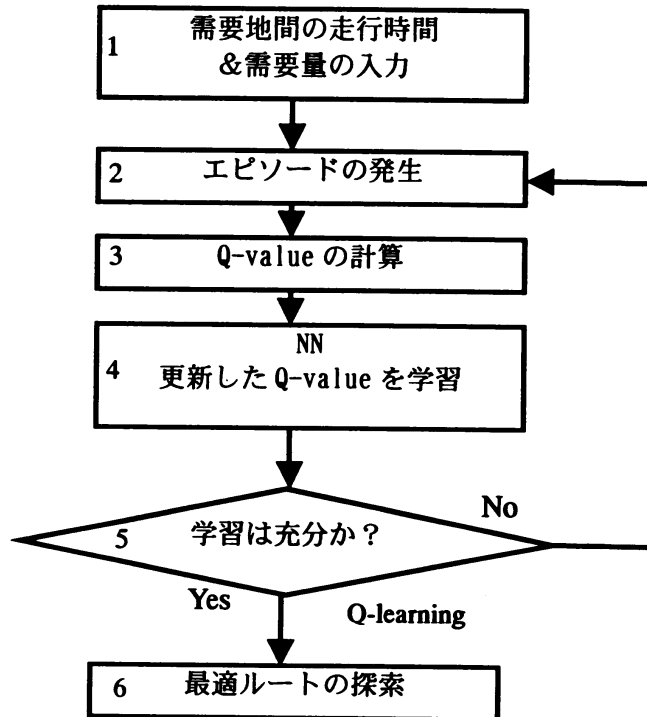 1
需要地間の走行時間
&需要量の入力
2 エピソードの発生
3 Q-value の計算
NN
4
更新した Q-value を学習
No
5 学習は充分か?
Yes
Q-learning
6 最適ルートの探索